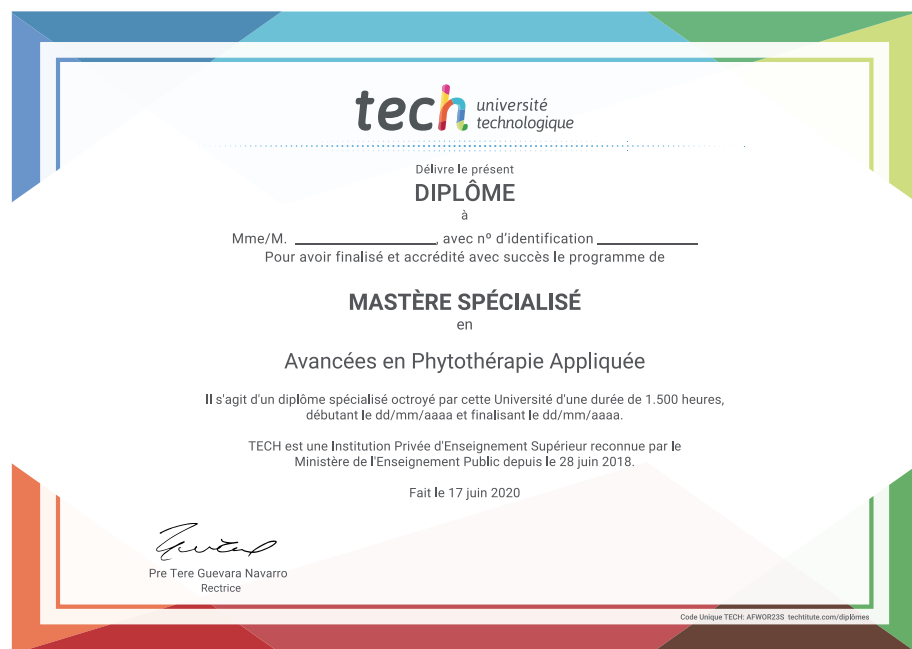 tech université
technologique
Délivre le présent
DIPLÔME
à
Mme/M. ____________________, avec nº d'identification ______________
Pour avoir finalisé et accrédité avec succès le programme de
MASTÈRE SPÉCIALISÉ
en
Avancées en Phytothérapie Appliquée
Il s'agit d'un diplôme spécialisé octroyé par cette Université d'une durée de 1.500 heures,
débutant le dd/mm/aaaa et finalisant le dd/mm/aaaa.
TECH est une Institution Privée d'Enseignement Supérieur reconnue par le
Ministère de l'Enseignement Public depuis le 28 juin 2018.
Fait le 17 juin 2020
Pre Tere Guevara Navarro
Rectrice
Code Unique TECH: AFWOR23S techtitute.com/diplômes